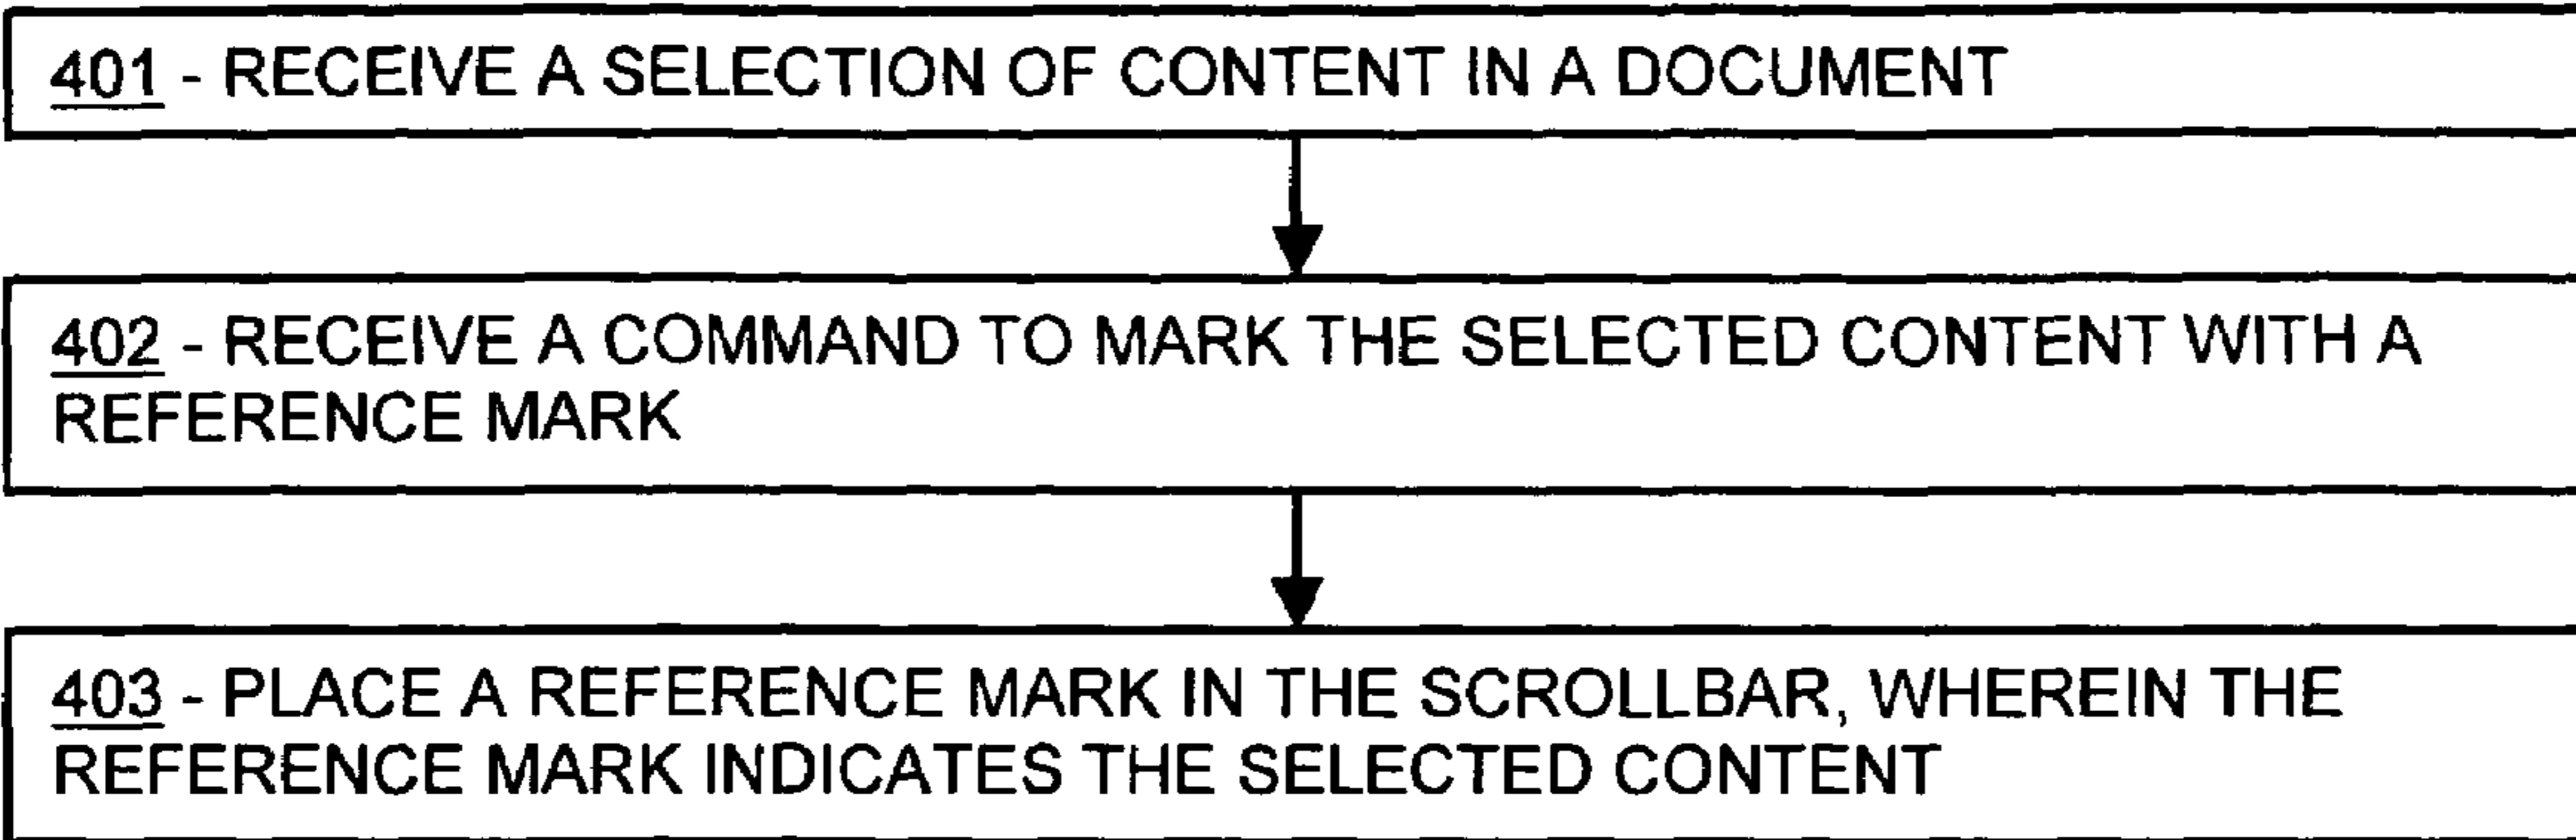 401 - RECEIVE A SELECTION OF CONTENT IN A DOCUMENT
402 - RECEIVE A COMMAND TO MARK THE SELECTED CONTENT WITH A
REFERENCE MARK
403 - PLACE A REFERENCE MARK IN THE SCROLLBAR, WHEREIN THE
REFERENCE MARK INDICATES THE SELECTED CONTENT